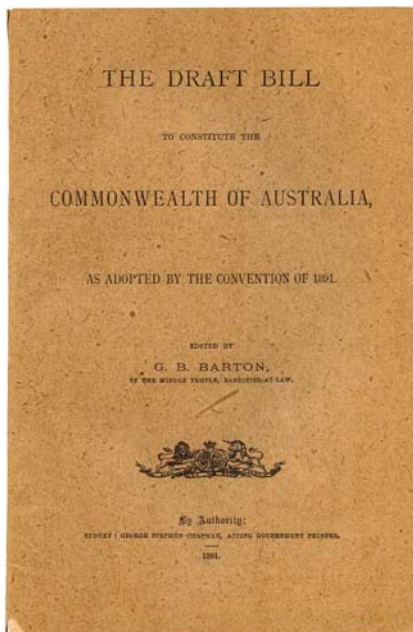 THE DRAFT BILL
TO CONSTITUTE THE
COMMONWEALTH OF AUSTRALIA,
AS ADOPTED BY THE CONVENTION OF 1891.
EDITED BY
G. B. BARTON,
OF THE MIDDLE TEMPLE, BARRISTER-AT-LAW.
By Authority:
SYDNEY: GEORGE STEPHEN CHAPMAN, ACTING GOVERNMENT PRINTER.
1891.